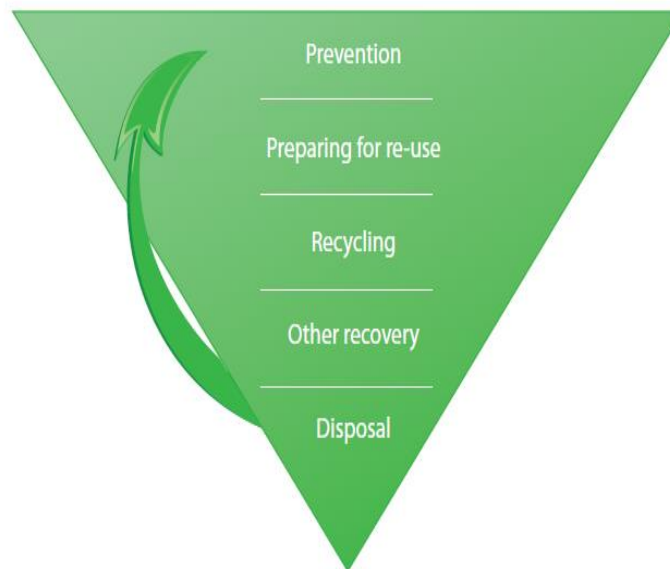 Prevention
Preparing for re-use
Recycling
Other recovery
Disposal